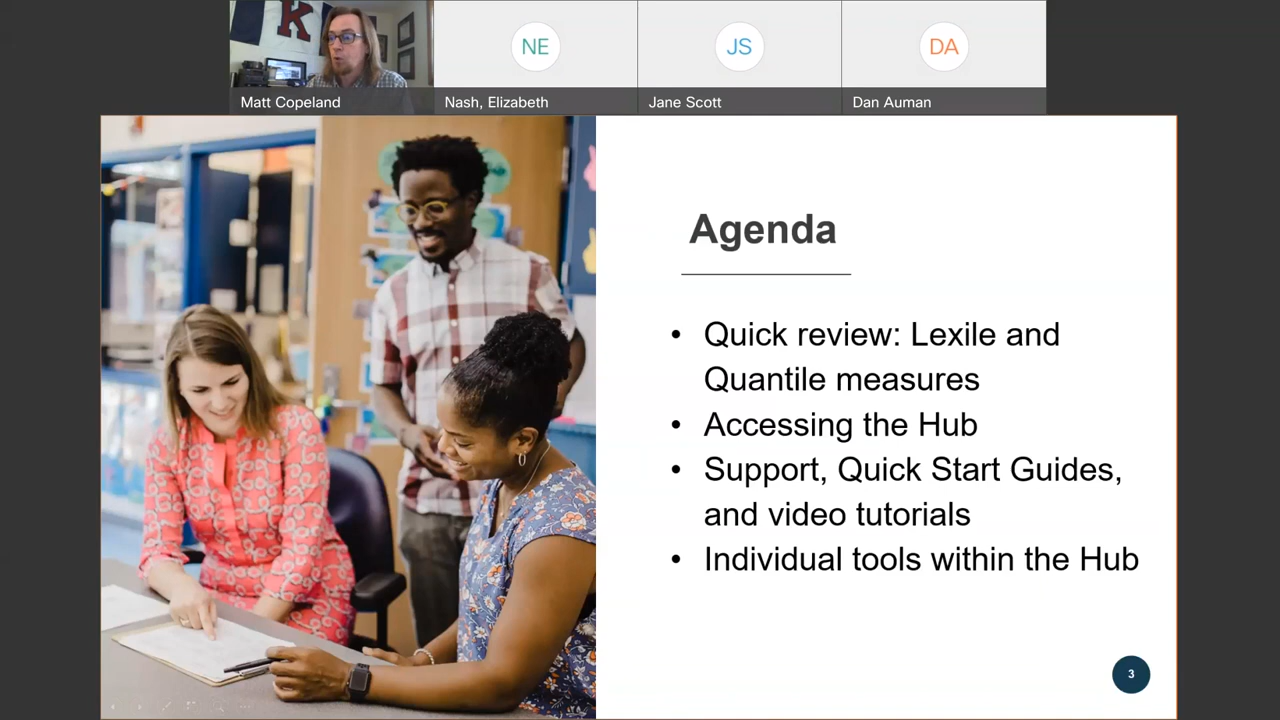 K
NE
JS
DA
Matt Copeland
Nash, Elizabeth
Jane Scott
Dan Auman
Agenda
• Quick review: Lexile and
Quantile measures
• Accessing the Hub
• Support, Quick Start Guides,
and video tutorials
• Individual tools within the Hub
3